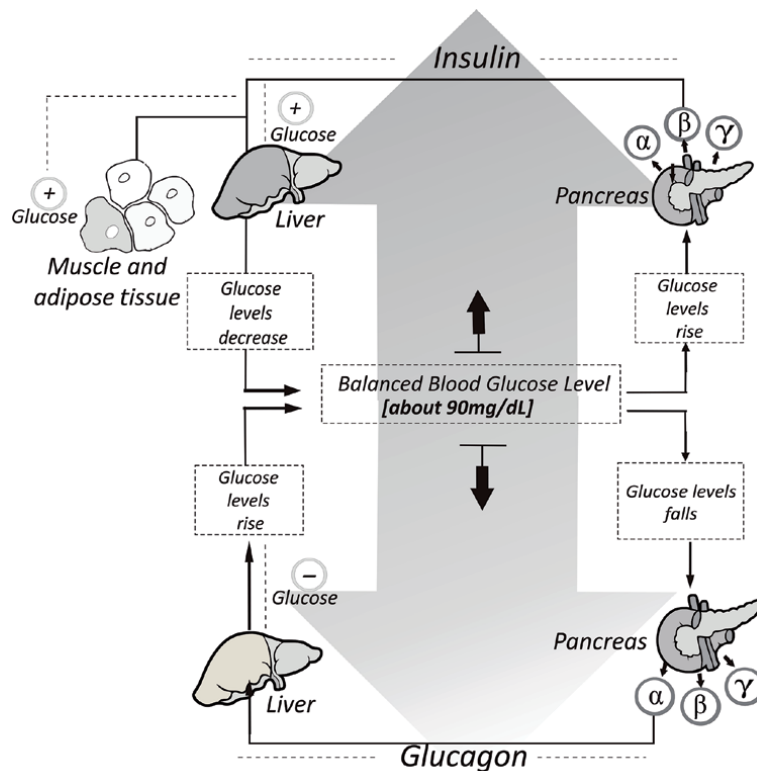 Insulin
+
Glucose
α
β
γ
+
Glucose
Liver
Pancreas
Muscle and
adipose tissue
Glucose
levels
decrease
Glucose
levels
rise
Balanced Blood Glucose Level
[about 90mg/dL]
Glucose
levels
rise
Glucose levels
falls
−
Glucose
Liver
Pancreas
α
β
γ
Glucagon